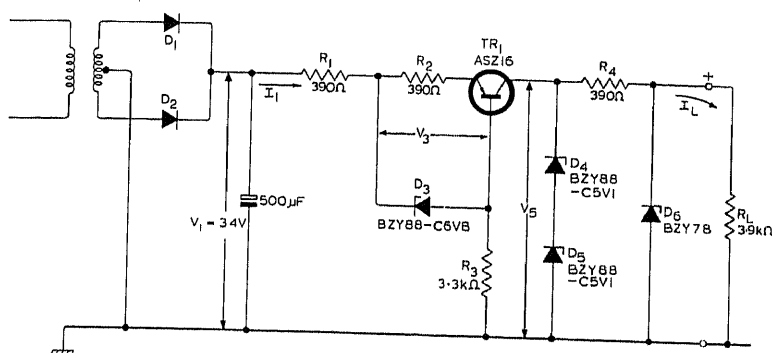 D1
D2
V1 = 34V
500µF
I1
R1
390Ω
R2
390Ω
TR1
ASZ16
V3
D3
BZY88-C6V8
R3
3·3kΩ
V5
D4
BZY88
-C5V1
D5
BZY88
-C5V1
R4
390Ω
D6
BZY78
+
IL
RL
3·9kΩ